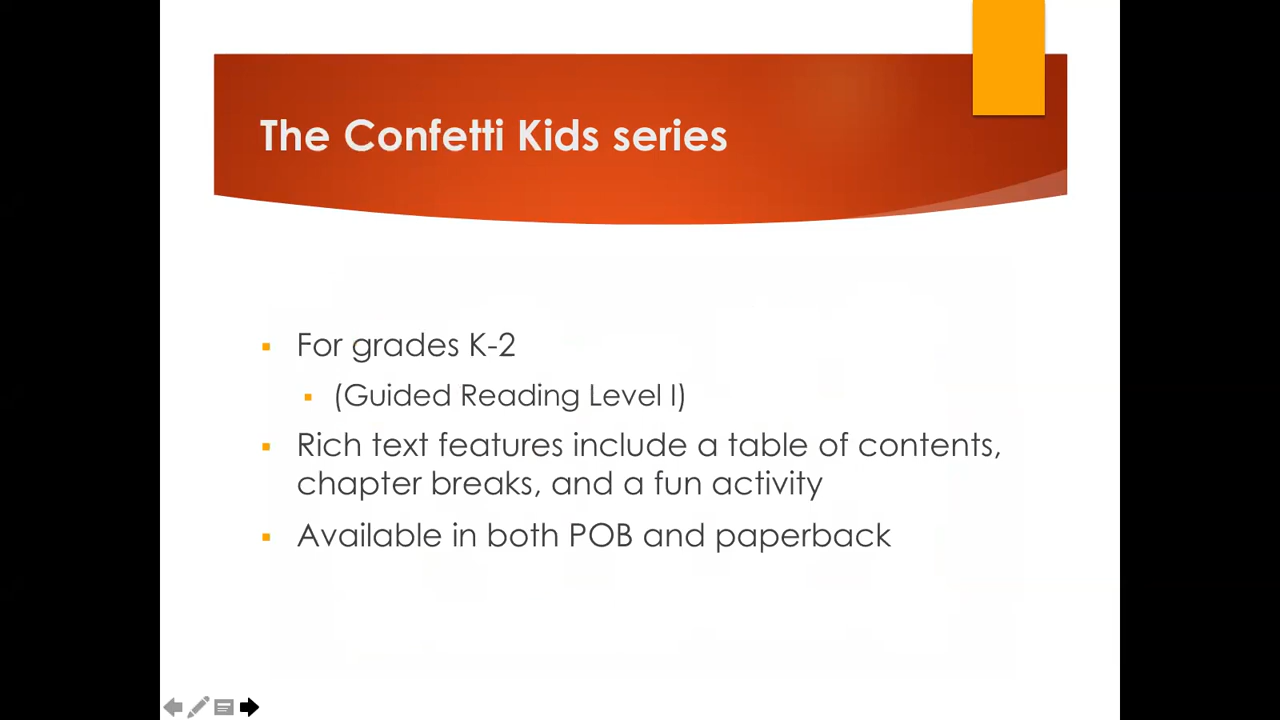 The Confetti Kids series
For grades K-2
(Guided Reading Level I)
Rich text features include a table of contents,
chapter breaks, and a fun activity
Available in both POB and paperback